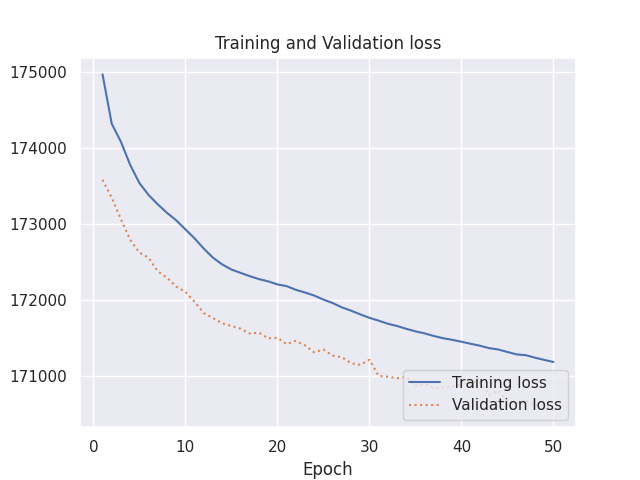 Training and Validation loss
175000
174000
173000
172000
171000
0 10 20 30 40 50
Epoch
Training loss
Validation loss